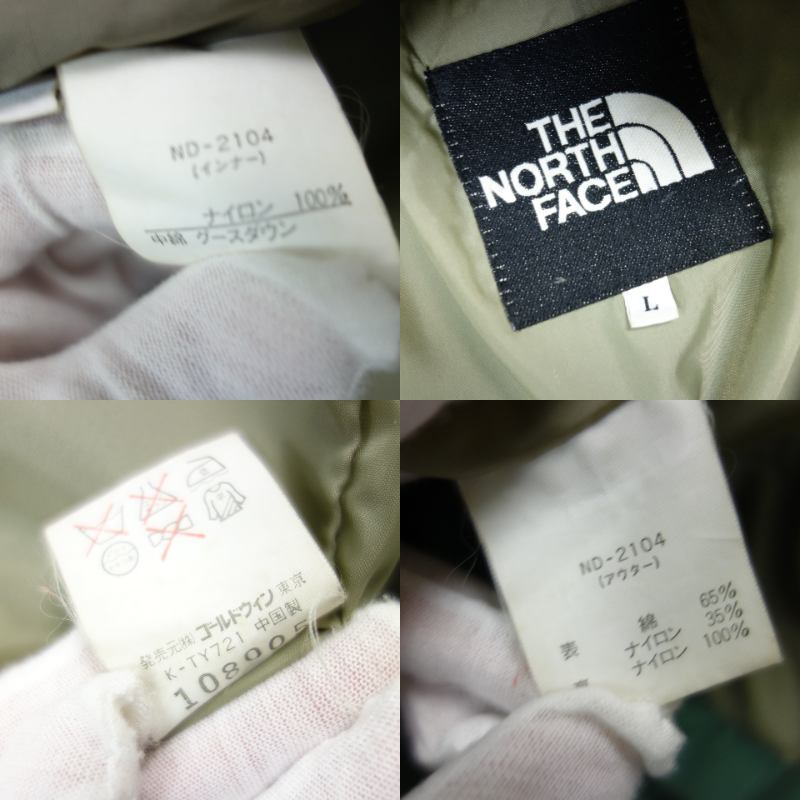 ND-2104
(インナー)
ナイロン 100%
中綿 グースダウン
THE
NORTH
FACE
L
発売元㈱ゴールドウィン 東京
K-TY721 中国製
ND-2104
(アウター)
表 綿 65%
ナイロン 35%
ナイロン 100%